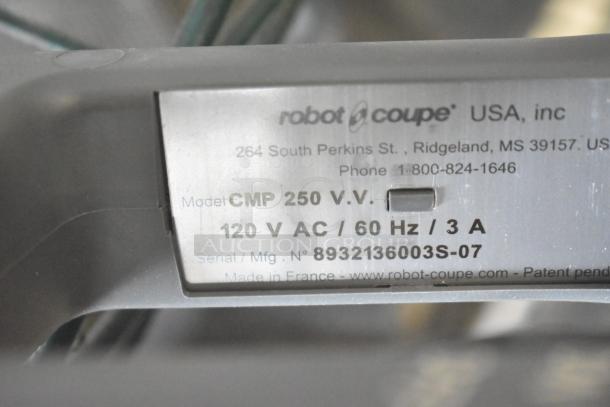 robot coupe® USA, inc
264 South Perkins St. , Ridgeland, MS 39157. US
Phone 1-800-824-1646
Model CMP 250 V.V.
120 V AC / 60 Hz / 3 A
AUCTION GROUP
Serial / Mfg . N° 8932136003S-07
Made in France - www.robot-coupe.com - Patent pend